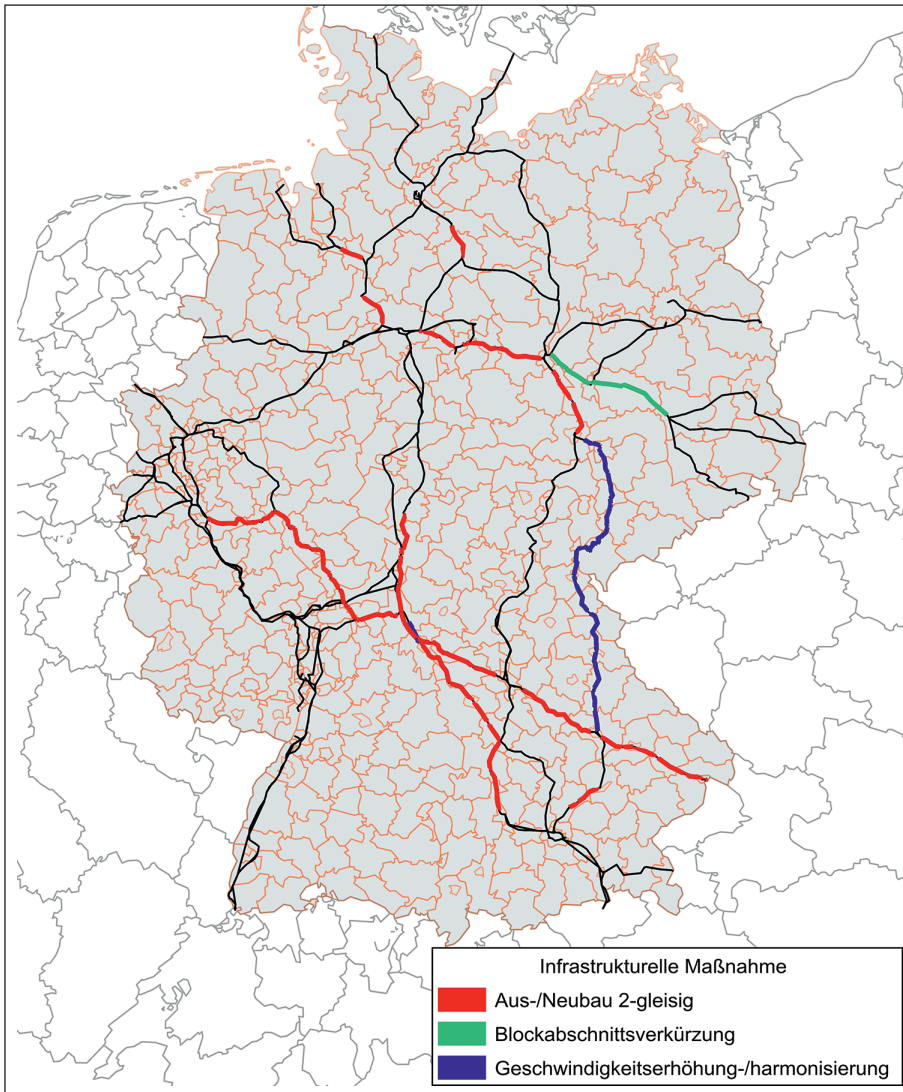 Infrastrukturelle Maßnahme
Aus-/Neubau 2-gleisig
Blockabschnittsverkürzung
Geschwindigkeitserhöhung-/harmonisierung